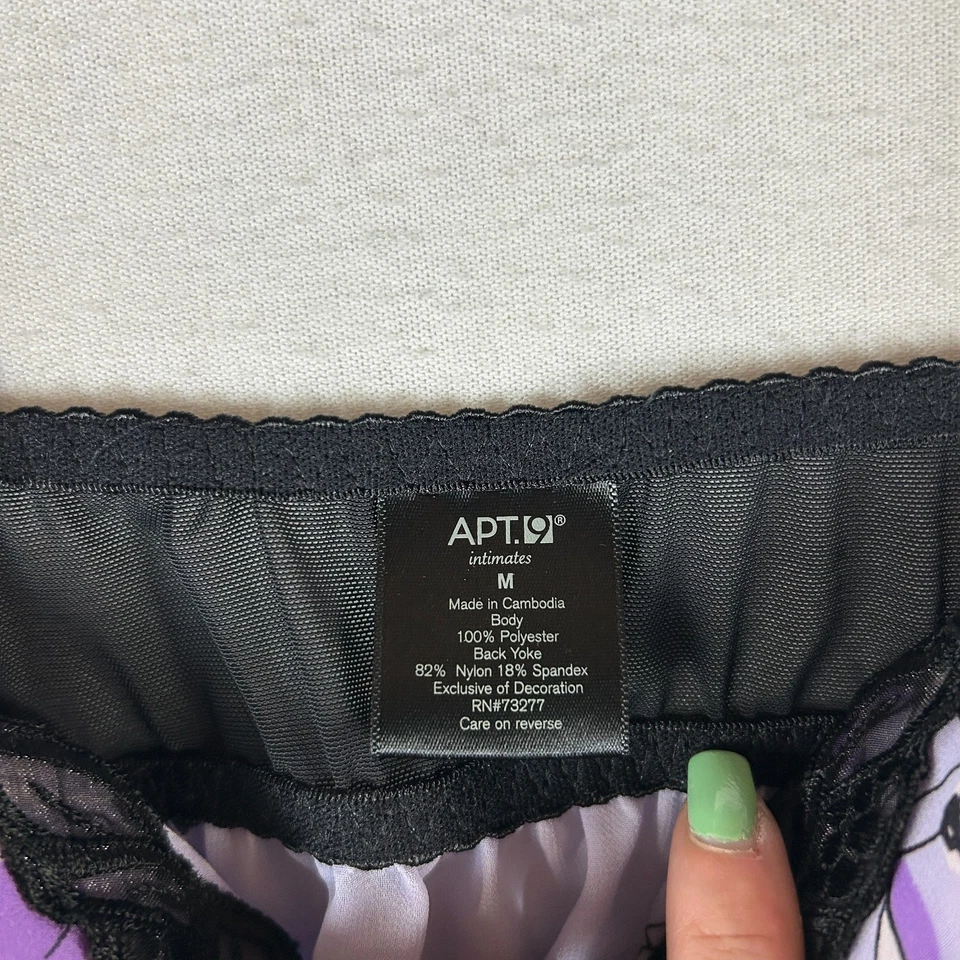 APT.9®
intimates
M
Made in Cambodia
Body
100% Polyester
Back Yoke
82% Nylon 18% Spandex
Exclusive of Decoration
RN#73277
Care on reverse